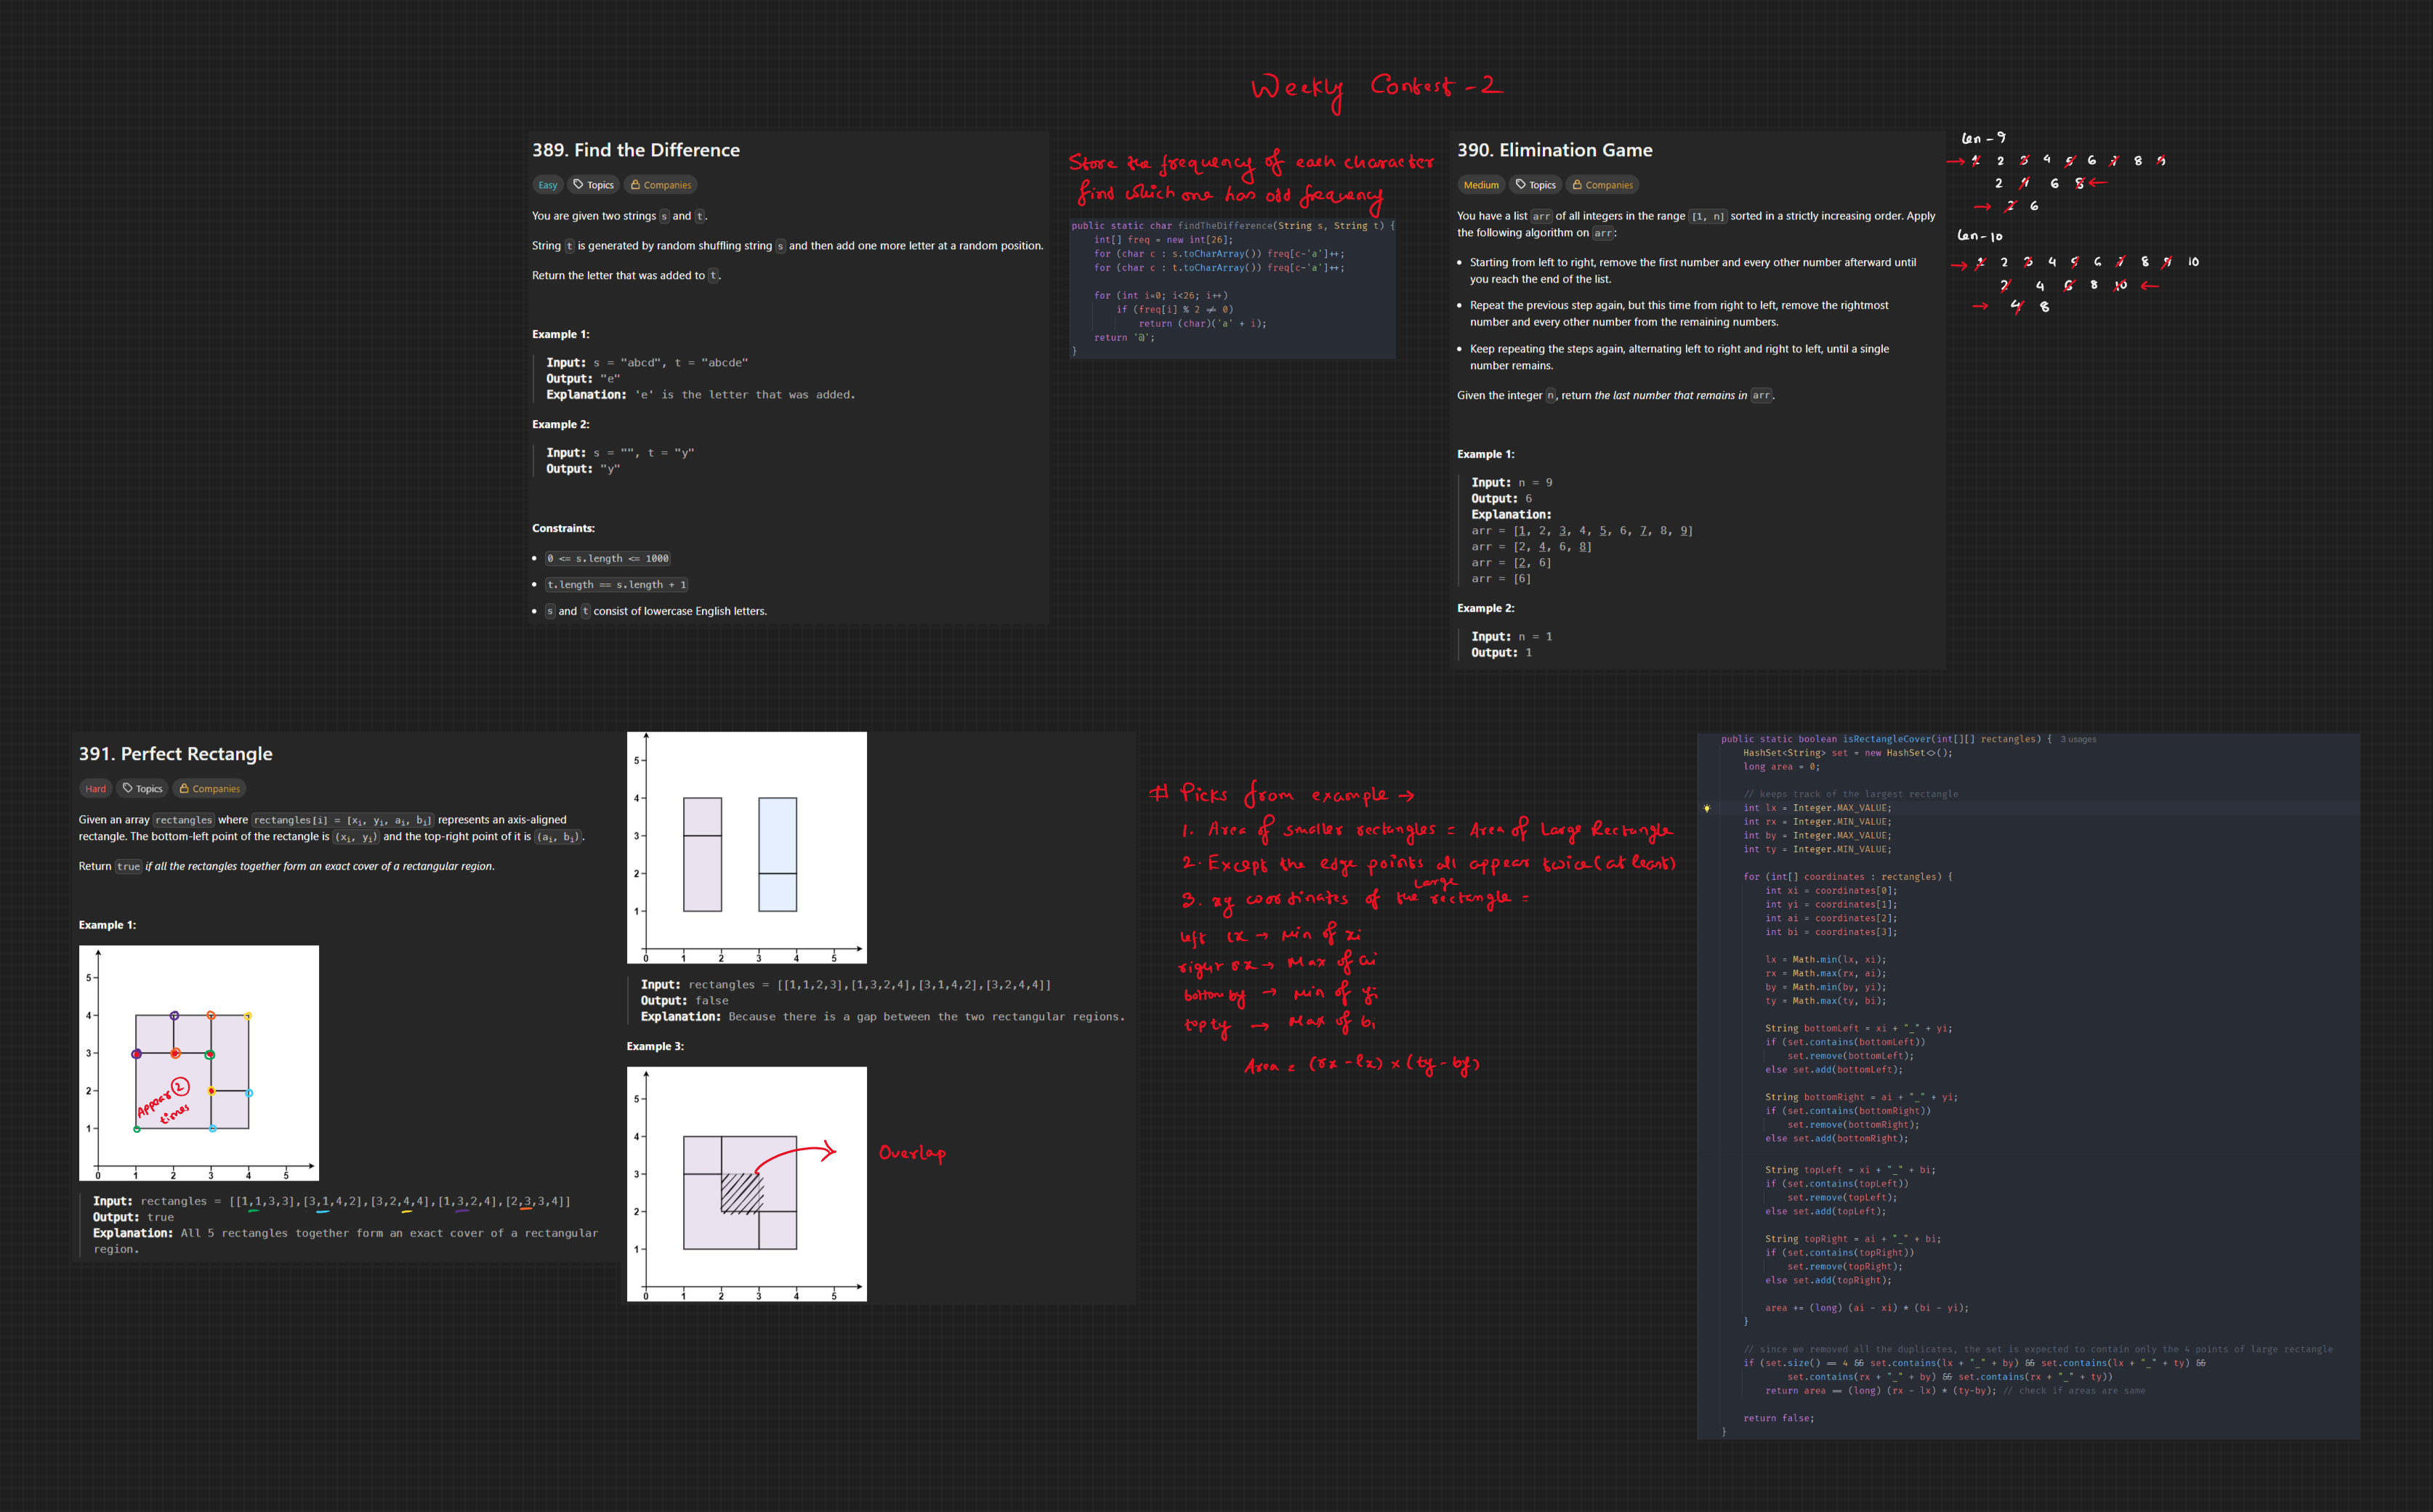 Weekly Contest - 2
389. Find the Difference
Easy Topics Companies
You are given two strings s and t.
String t is generated by random shuffling string s and then add one more letter at a random position.
Return the letter that was added to t.
Example 1:
Input: s = "abcd", t = "abcde"
Output: "e"
Explanation: 'e' is the letter that was added.
Example 2:
Input: s = "", t = "y"
Output: "y"
Constraints:
0 <= s.length <= 1000
t.length == s.length + 1
s and t consist of lowercase English letters.
Store the frequency of each character
find which one has odd frequency
public static char findTheDifference(String s, String t) {
int[] freq = new int[26];
for (char c : s.toCharArray()) freq[c-'a']++;
for (char c : t.toCharArray()) freq[c-'a']++;
for (int i=0; i<26; i++)
if (freq[i] % 2 ≠ 0)
return (char)('a' + i);
return '@';
}
390. Elimination Game
Medium Topics Companies
You have a list arr of all integers in the range [1, n] sorted in a strictly increasing order. Apply
the following algorithm on arr:
Starting from left to right, remove the first number and every other number afterward until
you reach the end of the list.
Repeat the previous step again, but this time from right to left, remove the rightmost
number and every other number from the remaining numbers.
Keep repeating the steps again, alternating left to right and right to left, until a single
number remains.
Given the integer n, return the last number that remains in arr.
Example 1:
Input: n = 9
Output: 6
Explanation:
arr = [1, 2, 3, 4, 5, 6, 7, 8, 9]
arr = [2, 4, 6, 8]
arr = [2, 6]
arr = [6]
Example 2:
Input: n = 1
Output: 1
len - 9
→ 1 2 3 4 5 6 7 8 9
2 4 6 8 ←
→ 2 6
len - 10
→ 1 2 3 4 5 6 7 8 9 10
2 4 6 8 10 ←
→ 4 8
391. Perfect Rectangle
Hard Topics Companies
Given an array rectangles where rectangles[i] = [xi, yi, ai, bi] represents an axis-aligned
rectangle. The bottom-left point of the rectangle is (xi, yi) and the top-right point of it is (ai, bi).
Return true if all the rectangles together form an exact cover of a rectangular region.
Example 1:
5
4
3
2
1
0 1 2 3 4 5
Appear 2
times
Input: rectangles = [[1,1,3,3],[3,1,4,2],[3,2,4,4],[1,3,2,4],[2,3,3,4]]
Output: true
Explanation: All 5 rectangles together form an exact cover of a rectangular
region.
5
4
3
2
1
0 1 2 3 4 5
Input: rectangles = [[1,1,2,3],[1,3,2,4],[3,1,4,2],[3,2,4,4]]
Output: false
Explanation: Because there is a gap between the two rectangular regions.
Example 3:
5
4
3
2
1
0 1 2 3 4 5
Overlap
# Picks from example →
1. Area of smaller rectangles = Area of Large Rectangle
2. Except the edge points all appear twice (at least)
3. xy coordinates of the large rectangle =
left lx → Min of xi
right rx → Max of ai
bottom by → Min of yi
top ty → Max of bi
Area = (rx - lx) × (ty - by)
public static boolean isRectangleCover(int[][] rectangles) { 3 usages
HashSet<String> set = new HashSet<>();
long area = 0;
// keeps track of the largest rectangle
int lx = Integer.MAX_VALUE;
int rx = Integer.MIN_VALUE;
int by = Integer.MAX_VALUE;
int ty = Integer.MIN_VALUE;
for (int[] coordinates : rectangles) {
int xi = coordinates[0];
int yi = coordinates[1];
int ai = coordinates[2];
int bi = coordinates[3];
lx = Math.min(lx, xi);
rx = Math.max(rx, ai);
by = Math.min(by, yi);
ty = Math.max(ty, bi);
String bottomLeft = xi + "_" + yi;
if (set.contains(bottomLeft))
set.remove(bottomLeft);
else set.add(bottomLeft);
String bottomRight = ai + "_" + yi;
if (set.contains(bottomRight))
set.remove(bottomRight);
else set.add(bottomRight);
String topLeft = xi + "_" + bi;
if (set.contains(topLeft))
set.remove(topLeft);
else set.add(topLeft);
String topRight = ai + "_" + bi;
if (set.contains(topRight))
set.remove(topRight);
else set.add(topRight);
area += (long) (ai - xi) * (bi - yi);
}
// since we removed all the duplicates, the set is expected to contain only the 4 points of large rectangle
if (set.size() == 4 && set.contains(lx + "_" + by) && set.contains(lx + "_" + ty) &&
set.contains(rx + "_" + by) && set.contains(rx + "_" + ty))
return area == (long) (rx - lx) * (ty-by); // check if areas are same
return false;
}